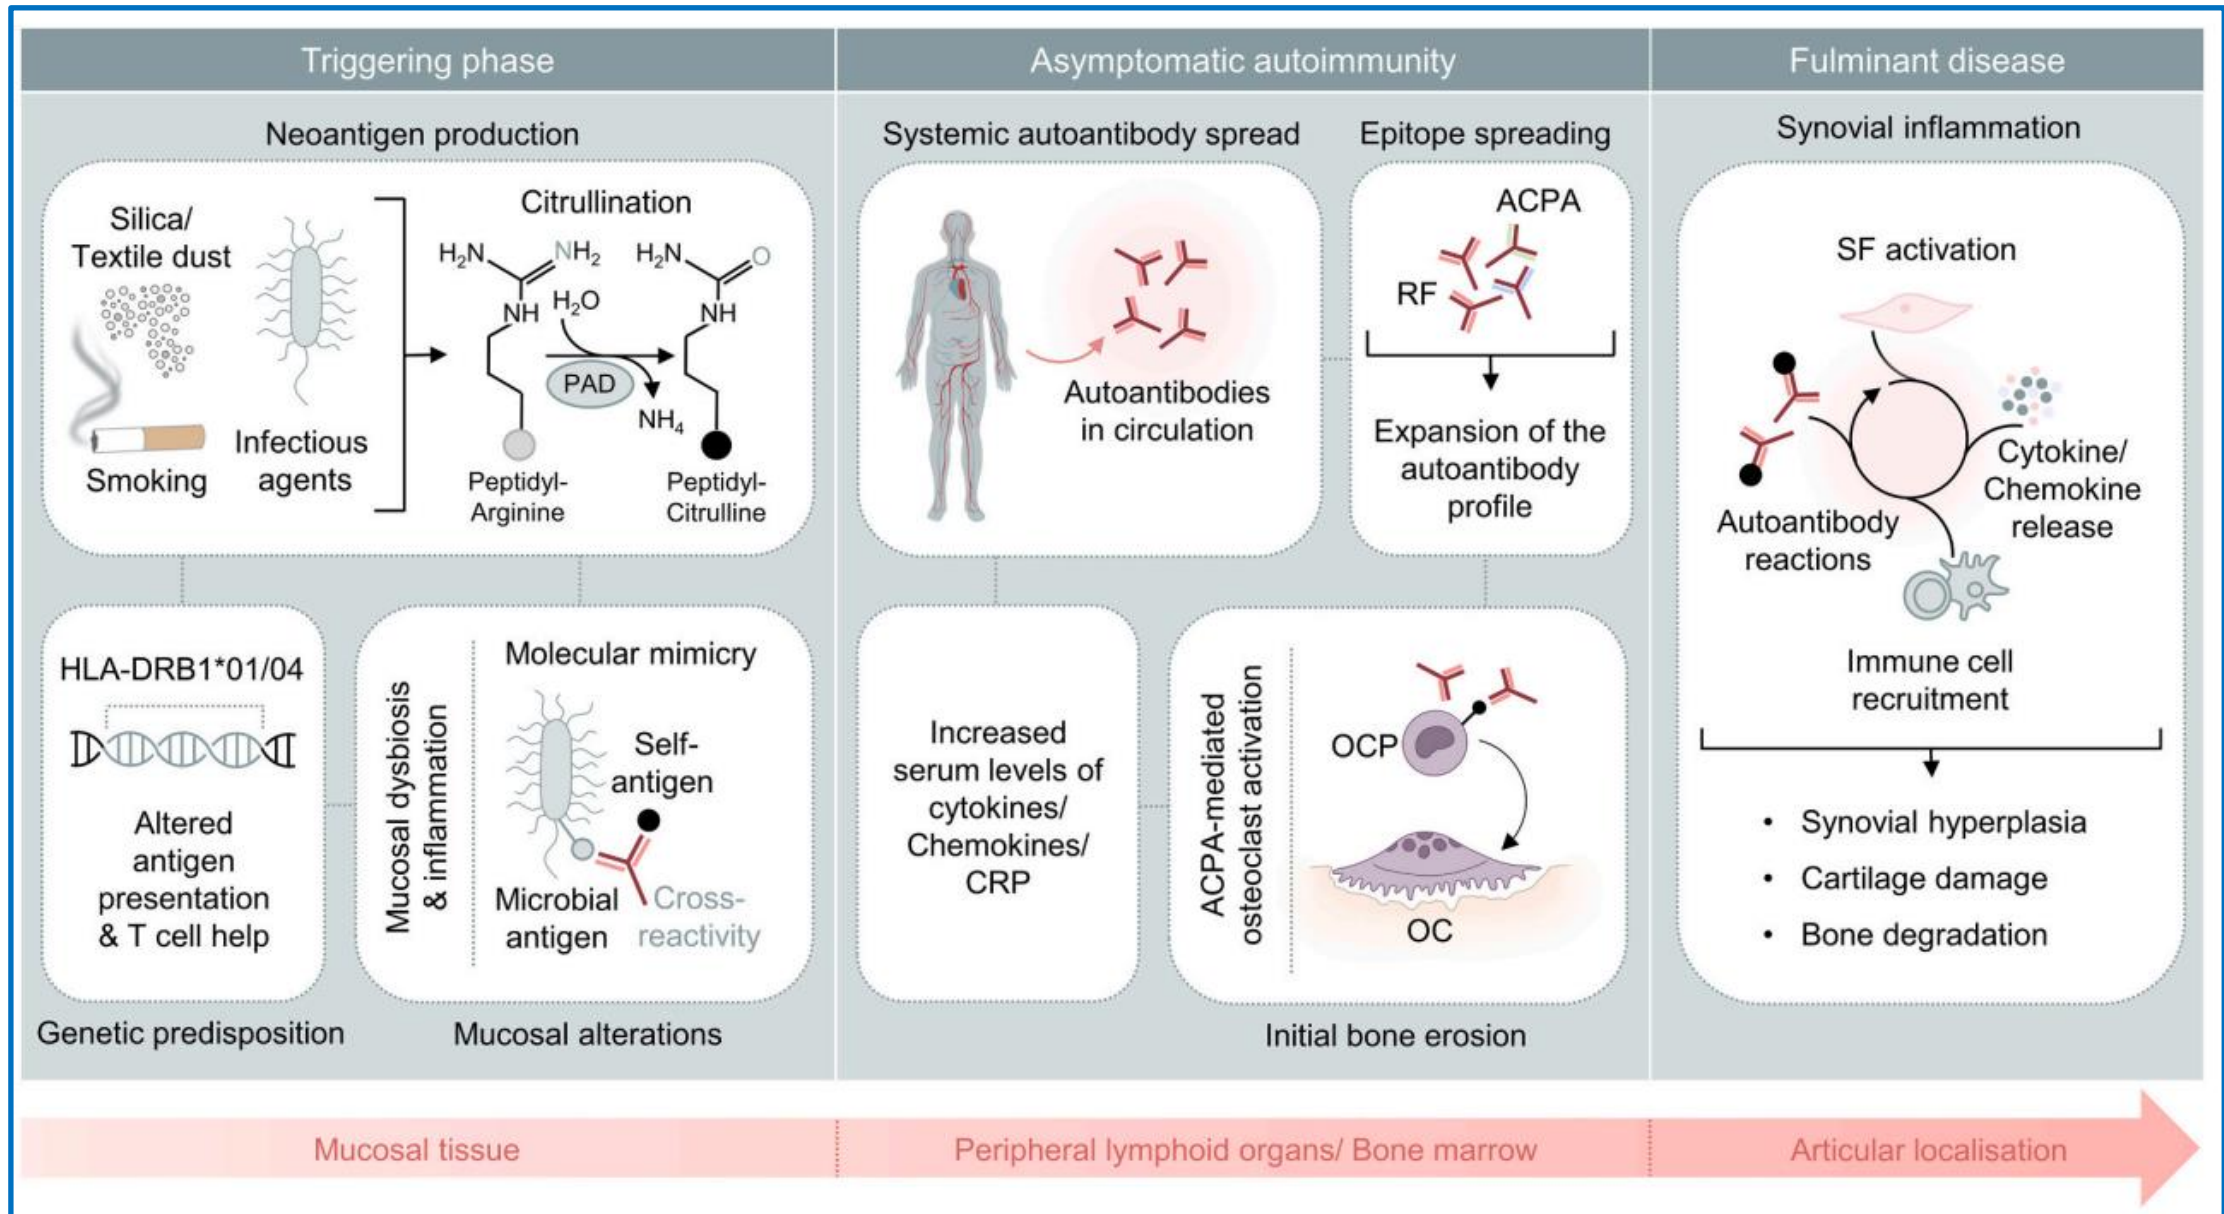 Triggering phase
Asymptomatic autoimmunity
Fulminant disease
Neoantigen production
Silica/
Textile dust
Smoking
Infectious
agents
Citrullination
H₂N
NH₂
NH
H₂O
PAD
NH₄
H₂N
O
NH
Peptidyl-
Arginine
Peptidyl-
Citrulline
HLA-DRB1*01/04
Altered
antigen
presentation
& T cell help
Genetic predisposition
Mucosal dysbiosis
& inflammation
Molecular mimicry
Self-
antigen
Microbial
antigen
Cross-
reactivity
Mucosal alterations
Systemic autoantibody spread
Autoantibodies
in circulation
Epitope spreading
ACPA
RF
Expansion of the
autoantibody
profile
Increased
serum levels of
cytokines/
Chemokines/
CRP
ACPA-mediated
osteoclast activation
OCP
OC
Initial bone erosion
Synovial inflammation
SF activation
Cytokine/
Chemokine
release
Autoantibody
reactions
Immune cell
recruitment
• Synovial hyperplasia
• Cartilage damage
• Bone degradation
Mucosal tissue
Peripheral lymphoid organs/ Bone marrow
Articular localisation